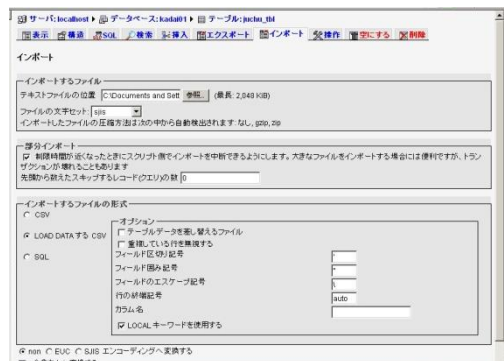 サーバ: localhost ▶ データベース: kadai01 ▶ テーブル: juchu_tbl
表示 構造 SQL 検索 挿入 エクスポート インポート 操作 空にする 削除
インポート
インポートするファイル
テキストファイルの位置 C:\Documents and Sett 参照... (最長: 2,048 KiB)
ファイルの文字セット: sjis
インポートしたファイルの圧縮方法は次の中から自動検出されます: なし, gzip, zip
部分インポート
制限時間が近くなったときにスクリプト側でインポートを中断できるようにします。大きなファイルをインポートする場合には便利ですが、トラン
ザクションが壊れることもあります
先頭から数えたスキップするレコード(クエリ)の数 0
インポートするファイルの形式
CSV
LOAD DATA する CSV
SQL
オプション
テーブルデータを差し替えるファイル
重複している行を無視する
フィールド区切り記号
フィールド囲み記号 "
フィールドのエスケープ記号 \
行の終端記号 auto
カラム名
LOCAL キーワードを使用する
non EUC SJIS エンコーディングへ変換する